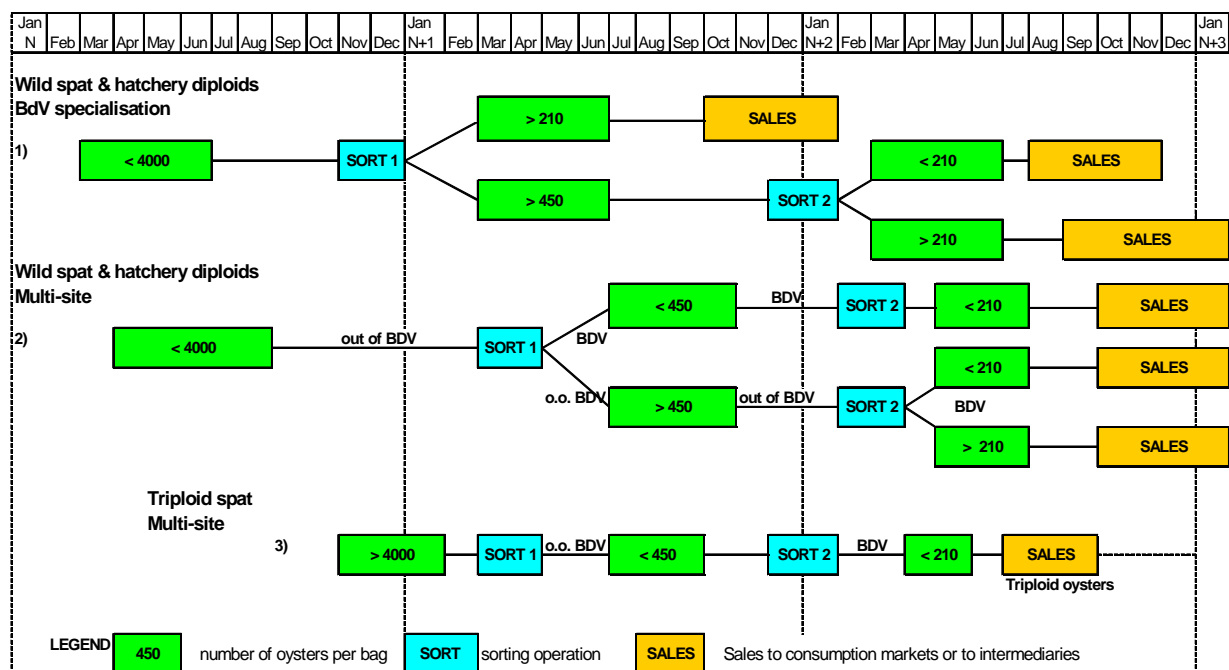 Jan Jan Jan Jan
N Feb Mar Apr May Jun Jul Aug Sep Oct Nov Dec N+1 Feb Mar Apr May Jun Jul Aug Sep Oct Nov Dec N+2 Feb Mar Apr May Jun Jul Aug Sep Oct Nov Dec N+3
Wild spat & hatchery diploids
BdV specialisation
> 210 SALES
1) < 4000 SORT 1 < 210 SALES
> 450 SORT 2
> 210 SALES
Wild spat & hatchery diploids
Multi-site
< 450 BDV SORT 2 < 210 SALES
2) < 4000 out of BDV SORT 1 BDV
< 210 SALES
o.o. BDV > 450 out of BDV SORT 2 BDV
> 210 SALES
Triploid spat
Multi-site
3) > 4000 SORT 1 o.o. BDV < 450 SORT 2 BDV < 210 SALES
Triploid oysters
LEGEND 450 number of oysters per bag SORT sorting operation SALES Sales to consumption markets or to intermediaries